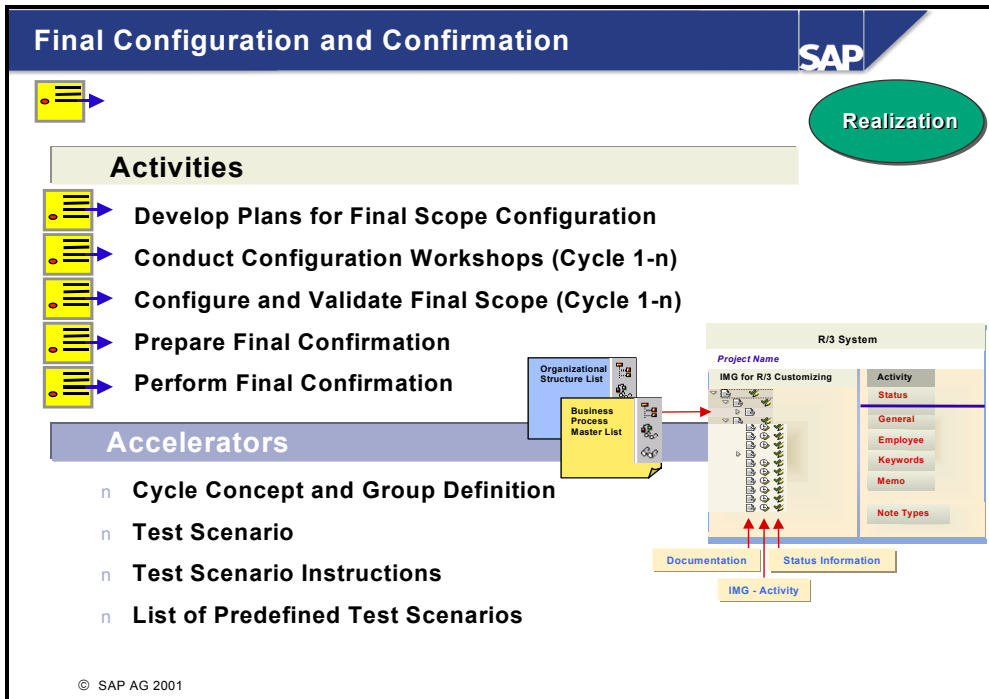 Final Configuration and Confirmation
SAP
Realization
Activities
Develop Plans for Final Scope Configuration
Conduct Configuration Workshops (Cycle 1-n)
Configure and Validate Final Scope (Cycle 1-n)
Prepare Final Confirmation
Perform Final Confirmation
Organizational
Structure List
Business
Process
Master List
R/3 System
Project Name
IMG for R/3 Customizing
Activity
Status
General
Employee
Keywords
Memo
Note Types
Documentation
Status Information
IMG - Activity
Accelerators
n Cycle Concept and Group Definition
n Test Scenario
n Test Scenario Instructions
n List of Predefined Test Scenarios
© SAP AG 2001